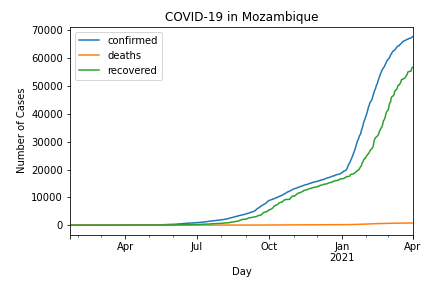 COVID-19 in Mozambique
70000
60000
50000
40000
30000
20000
10000
0
Number of Cases
confirmed
deaths
recovered
Apr
Jul
Oct
Jan
2021
Apr
Day